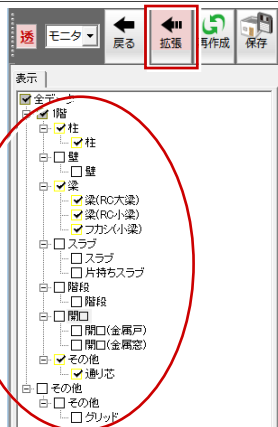 透 モニタ 戻る 拡張 再作成 保存
表示
全データ
1階
柱
柱
壁
壁
梁
梁(RC大梁)
梁(RC小梁)
フカシ(小梁)
スラブ
スラブ
片持ちスラブ
階段
階段
開口
開口(金属戸)
開口(金属窓)
その他
通り芯
その他
その他
グリッド